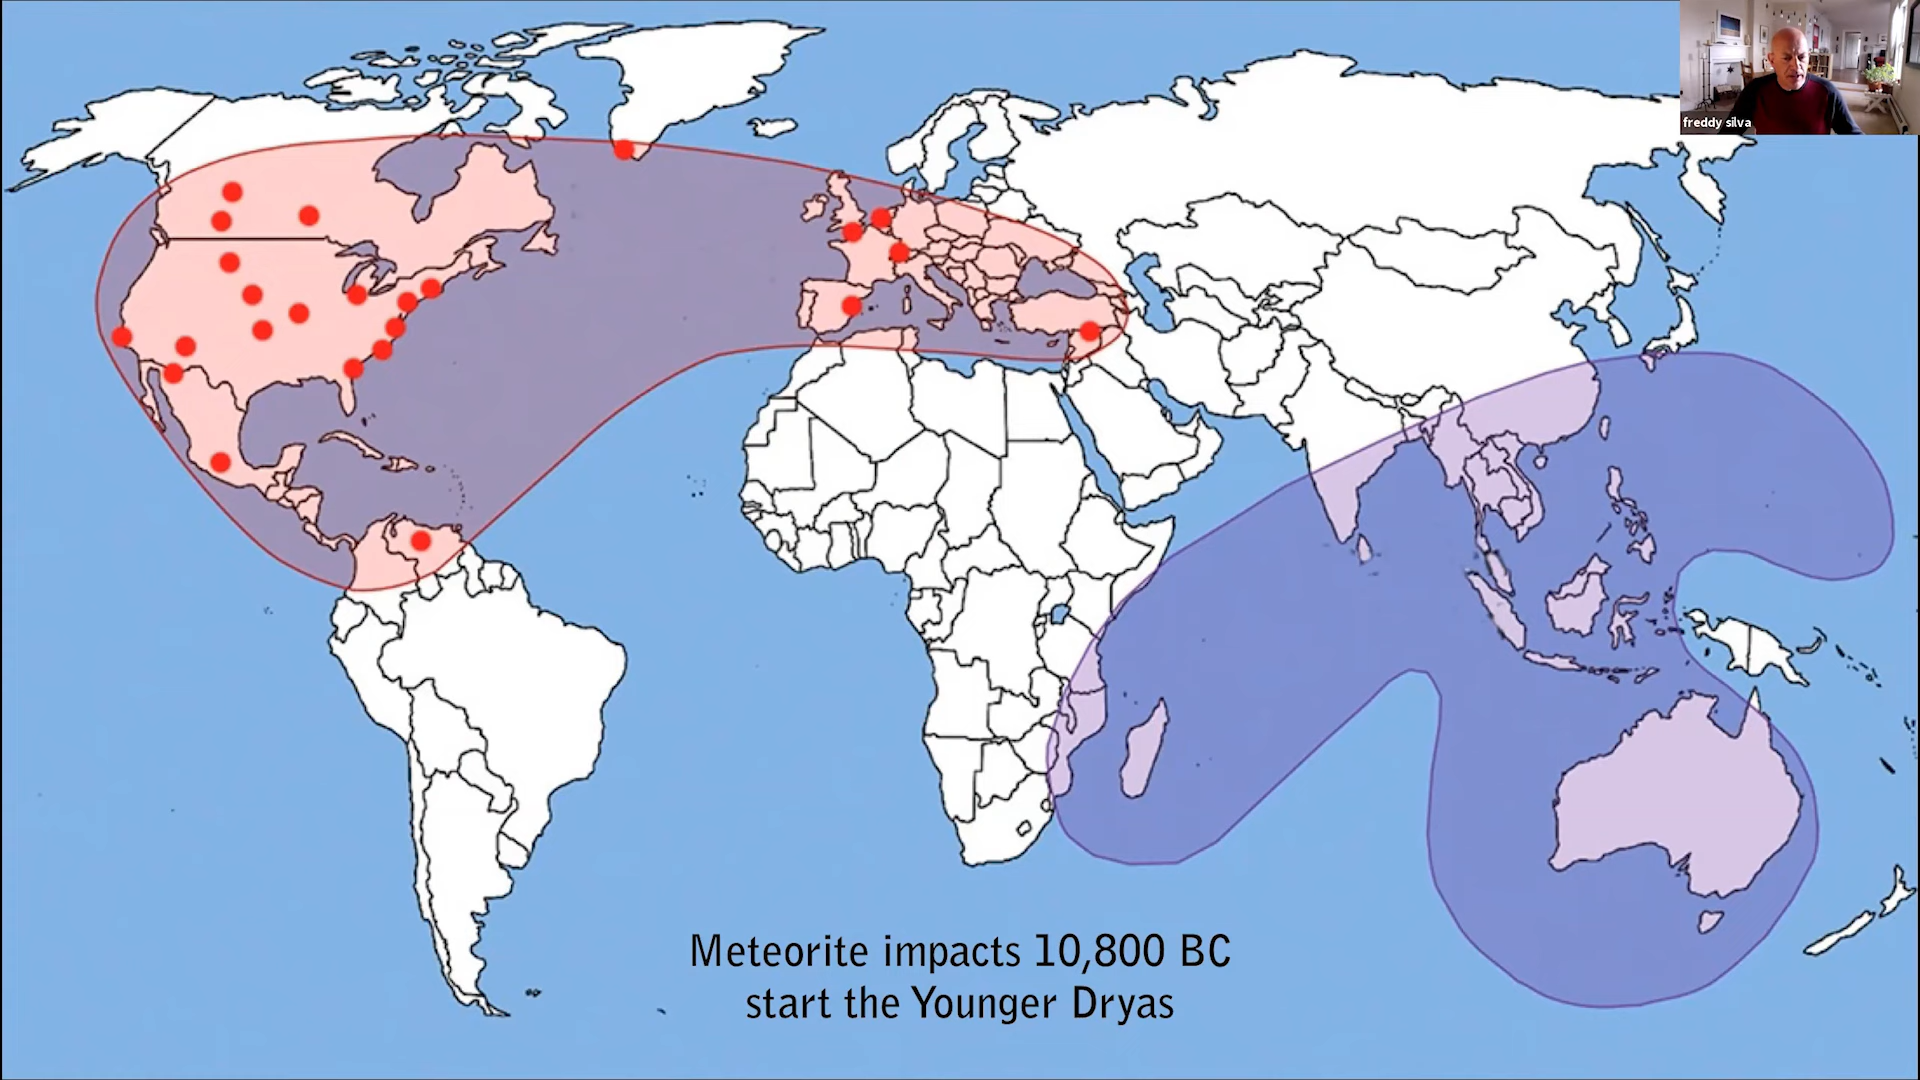 freddy silva
Meteorite impacts 10,800 BC
start the Younger Dryas